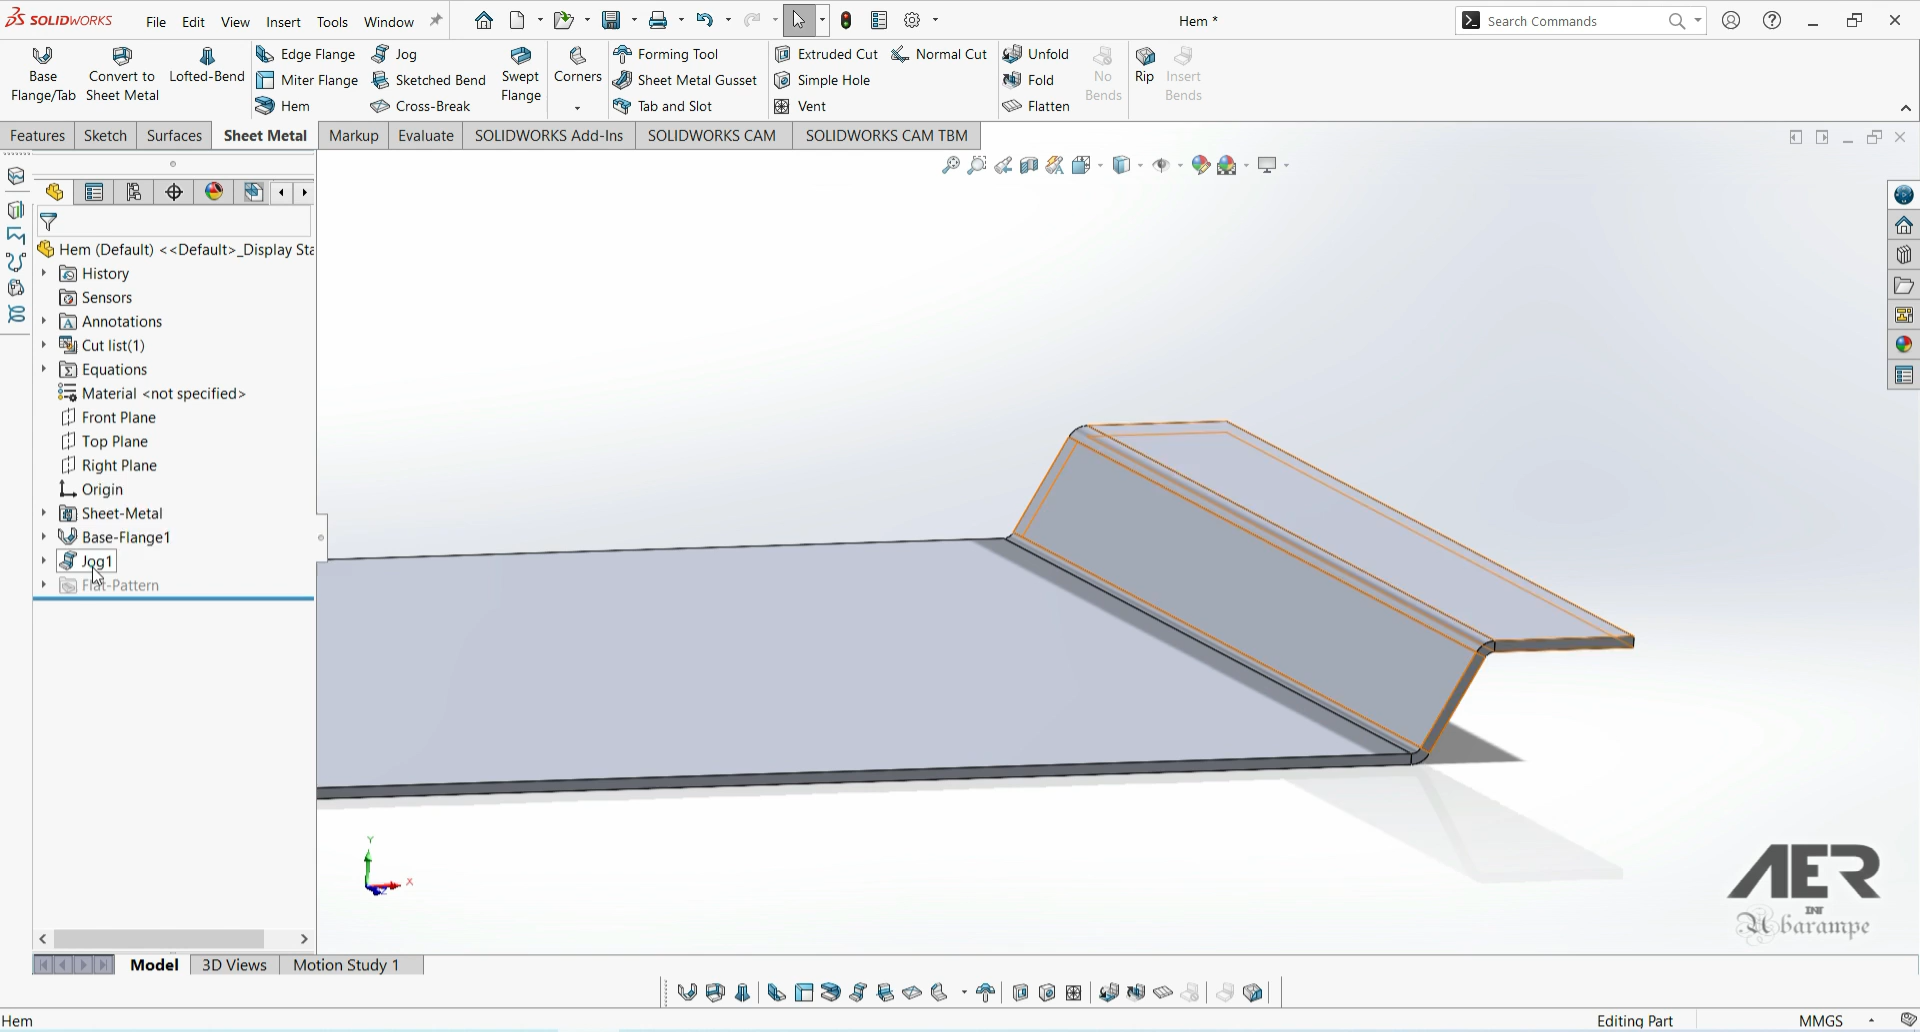 SOLIDWORKS
File Edit View Insert Tools Window
Hem *
Search Commands
Base Flange/Tab
Convert to Sheet Metal
Lofted-Bend
Edge Flange
Miter Flange
Hem
Jog
Sketched Bend
Cross-Break
Swept Flange
Corners
Forming Tool
Sheet Metal Gusset
Tab and Slot
Extruded Cut
Simple Hole
Vent
Normal Cut
Unfold
Fold
Flatten
No Bends
Rip
Insert Bends
Features Sketch Surfaces Sheet Metal Markup Evaluate SOLIDWORKS Add-Ins SOLIDWORKS CAM SOLIDWORKS CAM TBM
Hem (Default) <<Default>_Display Sta
History
Sensors
Annotations
Cut list(1)
Equations
Material <not specified>
Front Plane
Top Plane
Right Plane
Origin
Sheet-Metal
Base-Flange1
Jog1
Flat-Pattern
Y
X
AER
INF
Abarampe
Model 3D Views Motion Study 1
Hem
Editing Part
MMGS